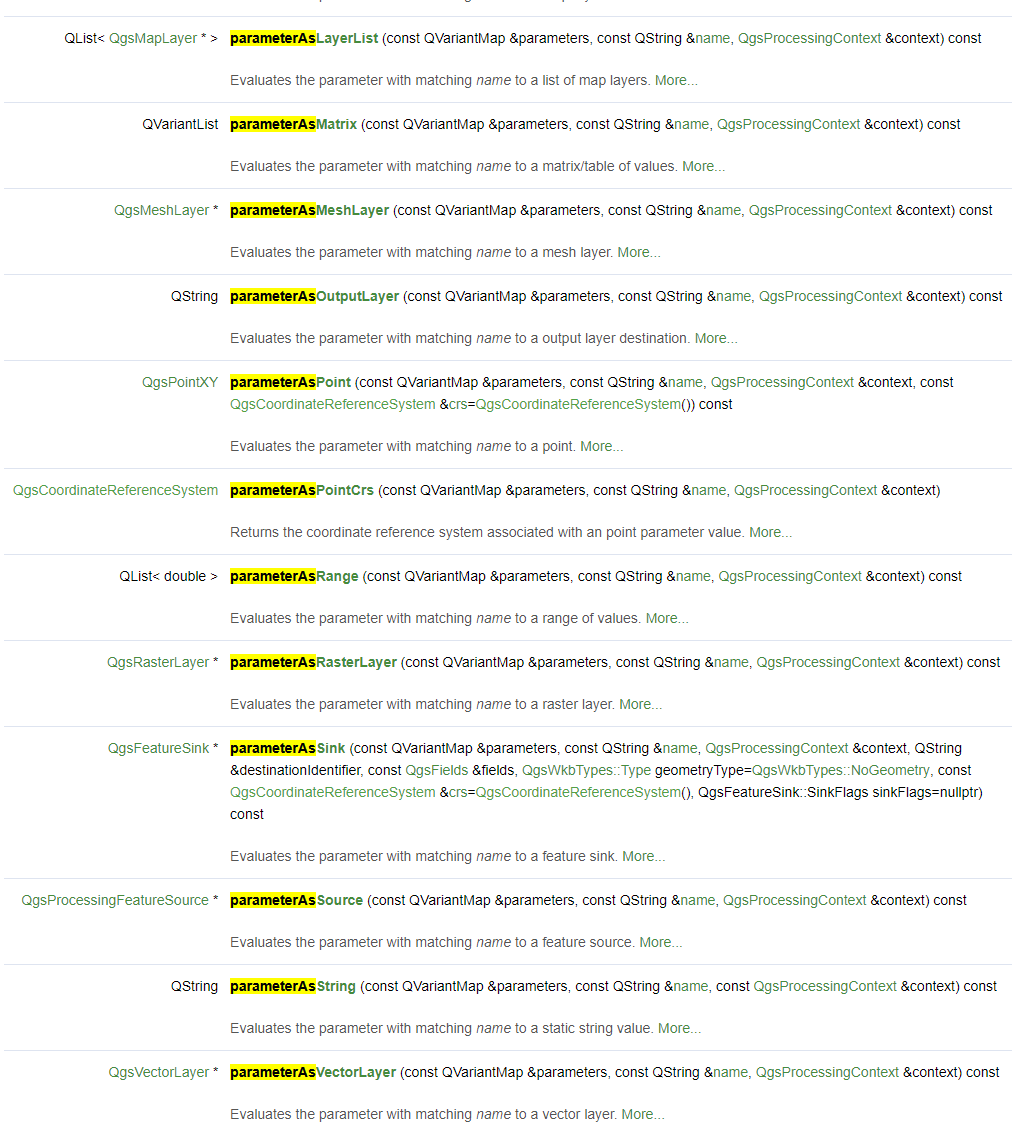 QList< QgsMapLayer * > parameterAsLayerList (const QVariantMap &parameters, const QString &name, QgsProcessingContext &context) const
Evaluates the parameter with matching name to a list of map layers. More...
QVariantList parameterAsMatrix (const QVariantMap &parameters, const QString &name, QgsProcessingContext &context) const
Evaluates the parameter with matching name to a matrix/table of values. More...
QgsMeshLayer * parameterAsMeshLayer (const QVariantMap &parameters, const QString &name, QgsProcessingContext &context) const
Evaluates the parameter with matching name to a mesh layer. More...
QString parameterAsOutputLayer (const QVariantMap &parameters, const QString &name, QgsProcessingContext &context) const
Evaluates the parameter with matching name to a output layer destination. More...
QgsPointXY parameterAsPoint (const QVariantMap &parameters, const QString &name, QgsProcessingContext &context, const
QgsCoordinateReferenceSystem &crs=QgsCoordinateReferenceSystem()) const
Evaluates the parameter with matching name to a point. More...
QgsCoordinateReferenceSystem parameterAsPointCrs (const QVariantMap &parameters, const QString &name, QgsProcessingContext &context)
Returns the coordinate reference system associated with an point parameter value. More...
QList< double > parameterAsRange (const QVariantMap &parameters, const QString &name, QgsProcessingContext &context) const
Evaluates the parameter with matching name to a range of values. More...
QgsRasterLayer * parameterAsRasterLayer (const QVariantMap &parameters, const QString &name, QgsProcessingContext &context) const
Evaluates the parameter with matching name to a raster layer. More...
QgsFeatureSink * parameterAsSink (const QVariantMap &parameters, const QString &name, QgsProcessingContext &context, QString
&destinationIdentifier, const QgsFields &fields, QgsWkbTypes::Type geometryType=QgsWkbTypes::NoGeometry, const
QgsCoordinateReferenceSystem &crs=QgsCoordinateReferenceSystem(), QgsFeatureSink::SinkFlags sinkFlags=nullptr)
const
Evaluates the parameter with matching name to a feature sink. More...
QgsProcessingFeatureSource * parameterAsSource (const QVariantMap &parameters, const QString &name, QgsProcessingContext &context) const
Evaluates the parameter with matching name to a feature source. More...
QString parameterAsString (const QVariantMap &parameters, const QString &name, const QgsProcessingContext &context) const
Evaluates the parameter with matching name to a static string value. More...
QgsVectorLayer * parameterAsVectorLayer (const QVariantMap &parameters, const QString &name, QgsProcessingContext &context) const
Evaluates the parameter with matching name to a vector layer. More...